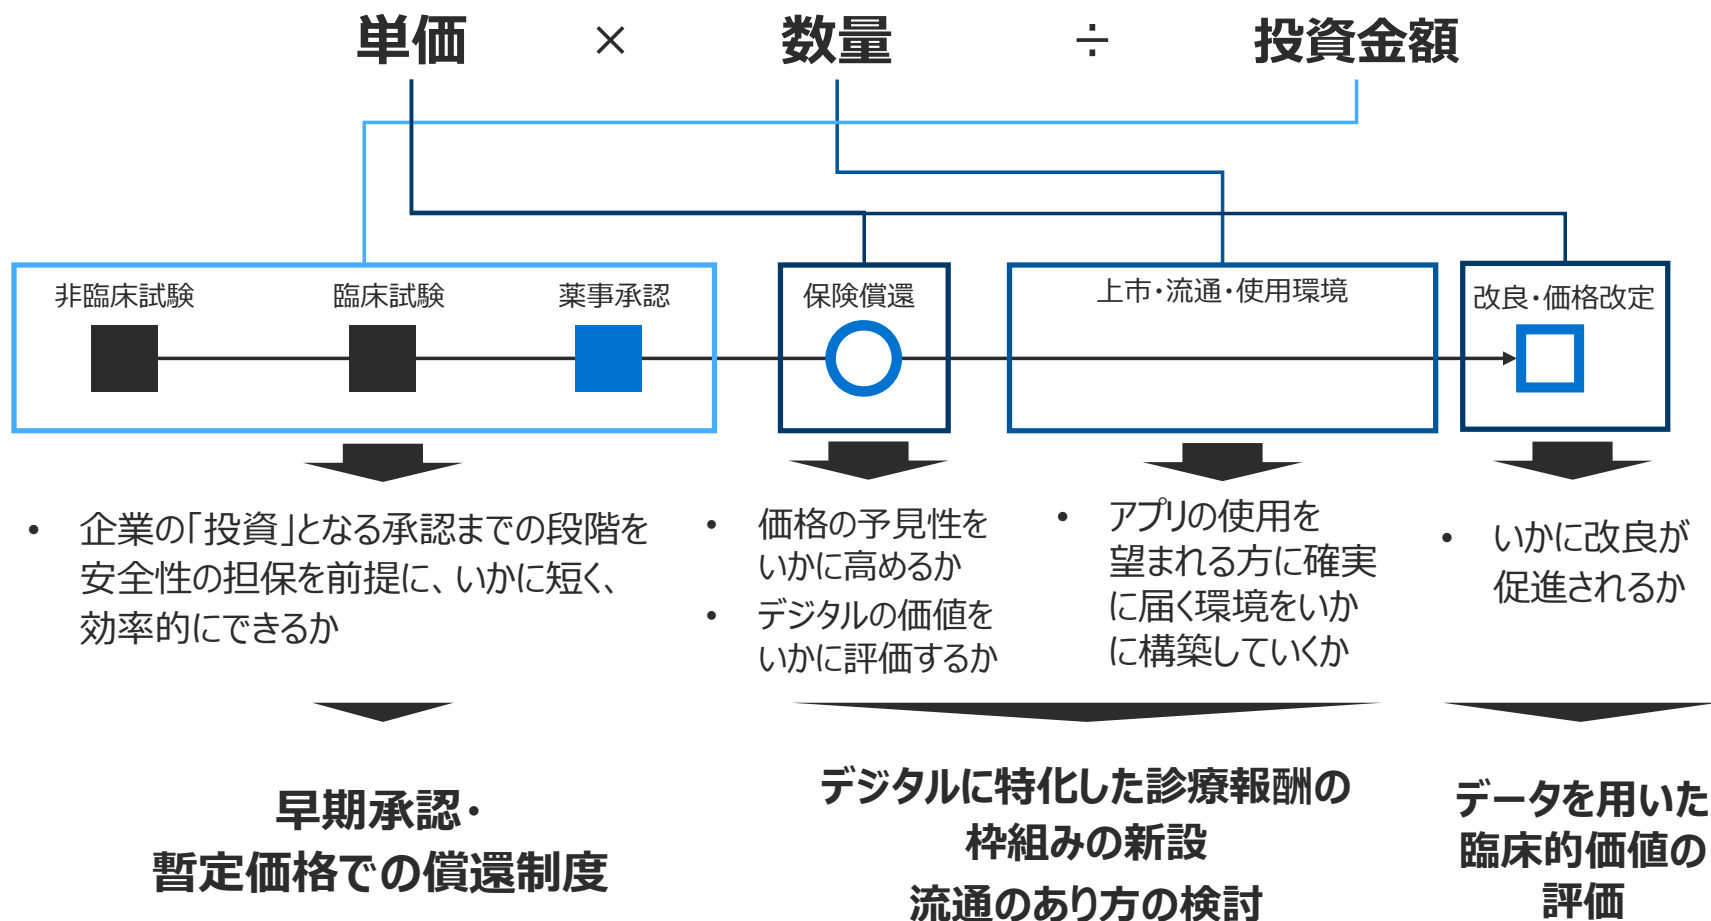 単価 × 数量 ÷ 投資金額
非臨床試験
臨床試験
薬事承認
保険償還
上市・流通・使用環境
改良・価格改定
• 企業の「投資」となる承認までの段階を
安全性の担保を前提に、いかに短く、
効率的にできるか
• 価格の予見性を
いかに高めるか
• デジタルの価値を
いかに評価するか
• アプリの使用を
望まれる方に確実
に届く環境をいか
に構築していくか
• いかに改良が
促進されるか
早期承認・
暫定価格での償還制度
デジタルに特化した診療報酬の
枠組みの新設
流通のあり方の検討
データを用いた
臨床的価値の
評価